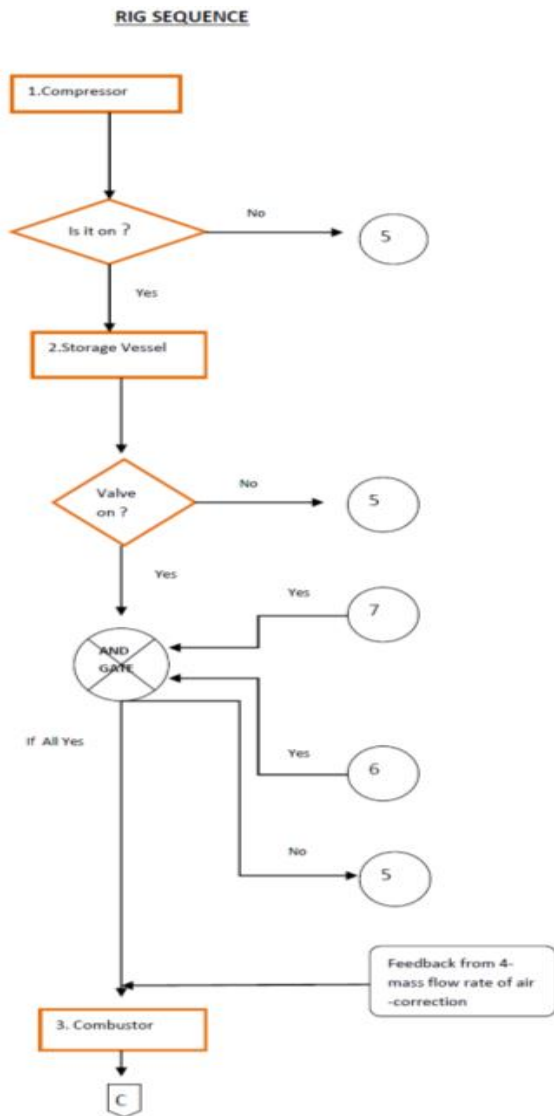 RIG SEQUENCE
1.Compressor
Is it on ?
No
5
Yes
2.Storage Vessel
Valve
on ?
No
5
Yes
Yes
7
AND
GATE
If All Yes
Yes
6
No
5
Feedback from 4-
mass flow rate of air
-correction
3. Combustor
C